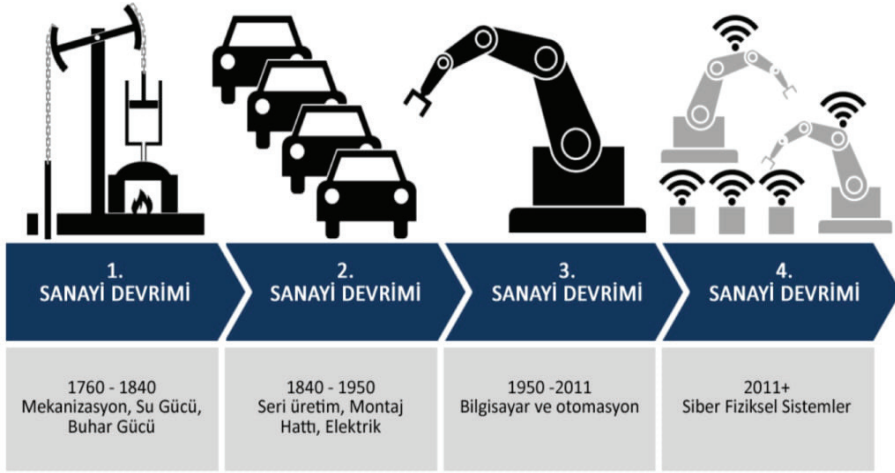 1.
SANAYİ DEVRİMİ
2.
SANAYİ DEVRİMİ
3.
SANAYİ DEVRİMİ
4.
SANAYİ DEVRİMİ
1760 - 1840
Mekanizasyon, Su Gücü,
Buhar Gücü
1840 - 1950
Seri üretim, Montaj
Hattı, Elektrik
1950 -2011
Bilgisayar ve otomasyon
2011+
Siber Fiziksel Sistemler